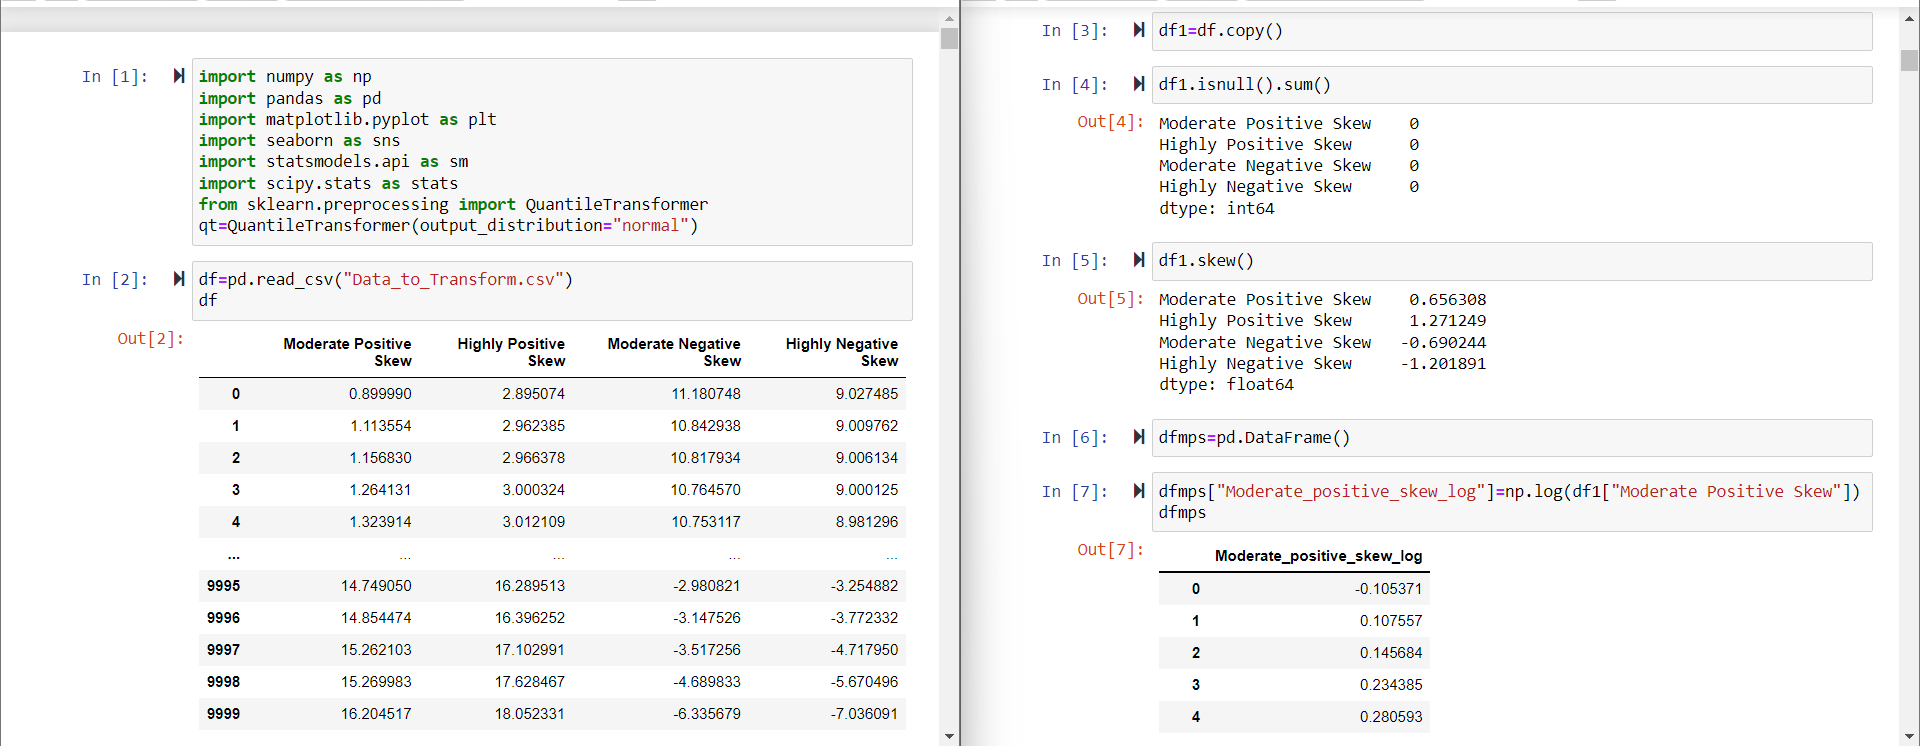 In [1]:
import numpy as np
import pandas as pd
import matplotlib.pyplot as plt
import seaborn as sns
import statsmodels.api as sm
import scipy.stats as stats
from sklearn.preprocessing import QuantileTransformer
qt=QuantileTransformer(output_distribution="normal")
In [2]:
df=pd.read_csv("Data_to_Transform.csv")
df
Out[2]:
Moderate Positive Skew Highly Positive Skew Moderate Negative Skew Highly Negative Skew
0 0.899990 2.895074 11.180748 9.027485
1 1.113554 2.962385 10.842938 9.009762
2 1.156830 2.966378 10.817934 9.006134
3 1.264131 3.000324 10.764570 9.000125
4 1.323914 3.012109 10.753117 8.981296
... ... ... ... ...
9995 14.749050 16.289513 -2.980821 -3.254882
9996 14.854474 16.396252 -3.147526 -3.772332
9997 15.262103 17.102991 -3.517256 -4.717950
9998 15.269983 17.628467 -4.689833 -5.670496
9999 16.204517 18.052331 -6.335679 -7.036091
In [3]: df1=df.copy()
In [4]: df1.isnull().sum()
Out[4]: Moderate Positive Skew 0
Highly Positive Skew 0
Moderate Negative Skew 0
Highly Negative Skew 0
dtype: int64
In [5]: df1.skew()
Out[5]: Moderate Positive Skew 0.656308
Highly Positive Skew 1.271249
Moderate Negative Skew -0.690244
Highly Negative Skew -1.201891
dtype: float64
In [6]: dfmps=pd.DataFrame()
In [7]: dfmps["Moderate_positive_skew_log"]=np.log(df1["Moderate Positive Skew"])
dfmps
Out[7]:
Moderate_positive_skew_log
0 -0.105371
1 0.107557
2 0.145684
3 0.234385
4 0.280593